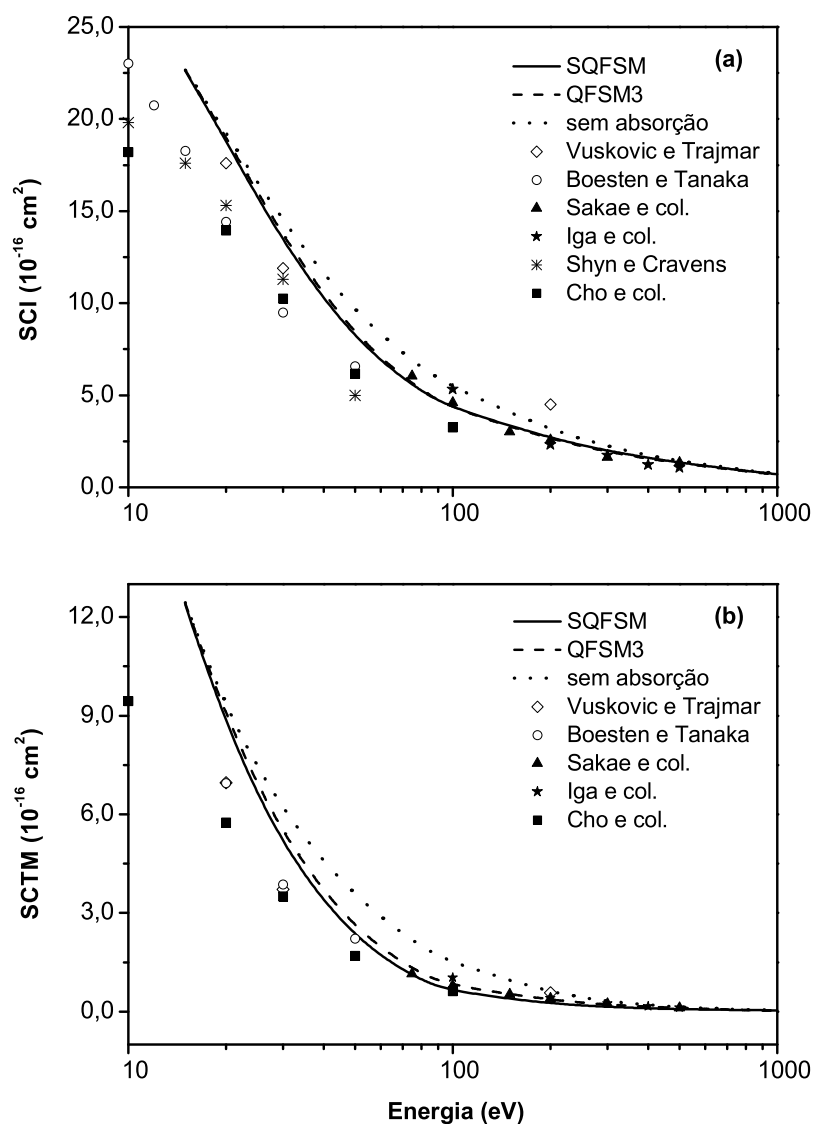 25,0
20,0
15,0
10,0
5,0
0,0
SCI (10⁻¹⁶ cm²)
(a)
SQFSM
QFSM3
sem absorção
Vuskovic e Trajmar
Boesten e Tanaka
Sakae e col.
Iga e col.
Shyn e Cravens
Cho e col.
10
100
1000
12,0
9,0
6,0
3,0
0,0
SCTM (10⁻¹⁶ cm²)
(b)
SQFSM
QFSM3
sem absorção
Vuskovic e Trajmar
Boesten e Tanaka
Sakae e col.
Iga e col.
Cho e col.
10
100
1000
Energia (eV)